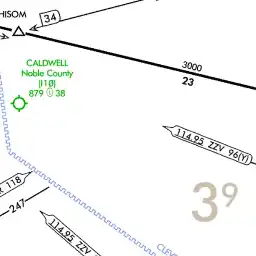 HISOM
34
CALDWELL
Noble County
(I10)
879 Ⓛ 38
3000
23
114.95 ZZV 96(Y)
39
118
247
114.95 ZZV
CLEV